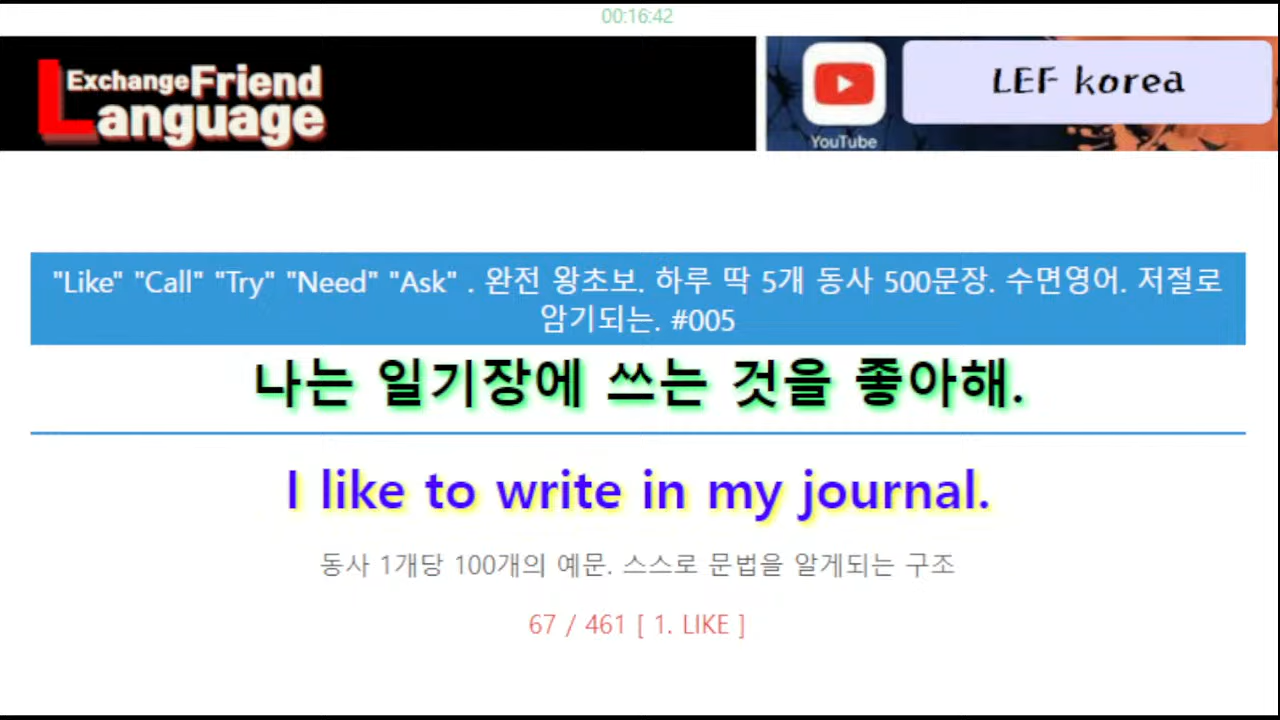 00:16:42
ExchangeFriend
Language
LEF korea
YouTube
"Like" "Call" "Try" "Need" "Ask" . 완전 왕초보. 하루 딱 5개 동사 500문장. 수면영어. 저절로
암기되는. #005
나는 일기장에 쓰는 것을 좋아해.
I like to write in my journal.
동사 1개당 100개의 예문. 스스로 문법을 알게되는 구조
67 / 461 [ 1. LIKE ]